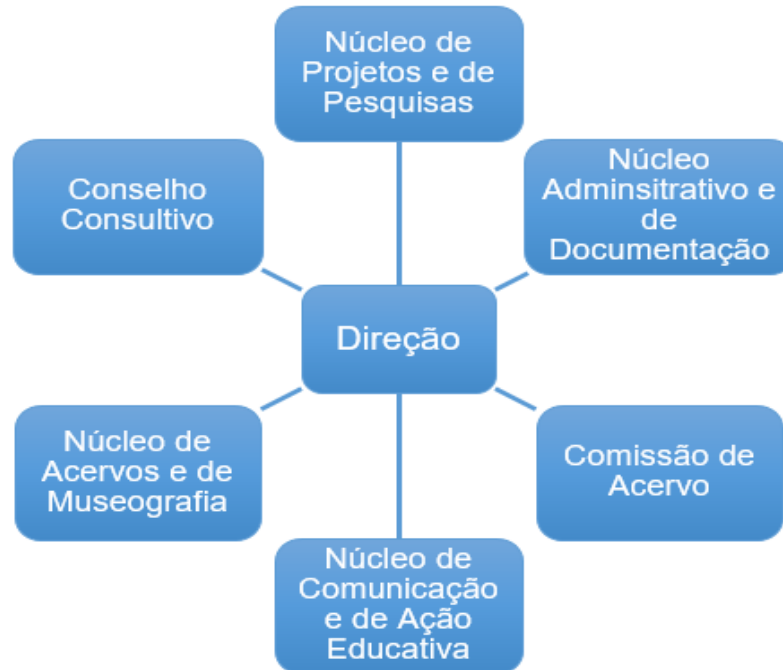 Núcleo de
Projetos e de
Pesquisas
Conselho
Consultivo
Núcleo
Adminsitrativo e
de
Documentação
Direção
Núcleo de
Acervos e de
Museografia
Comissão de
Acervo
Núcleo de
Comunicação
e de Ação
Educativa